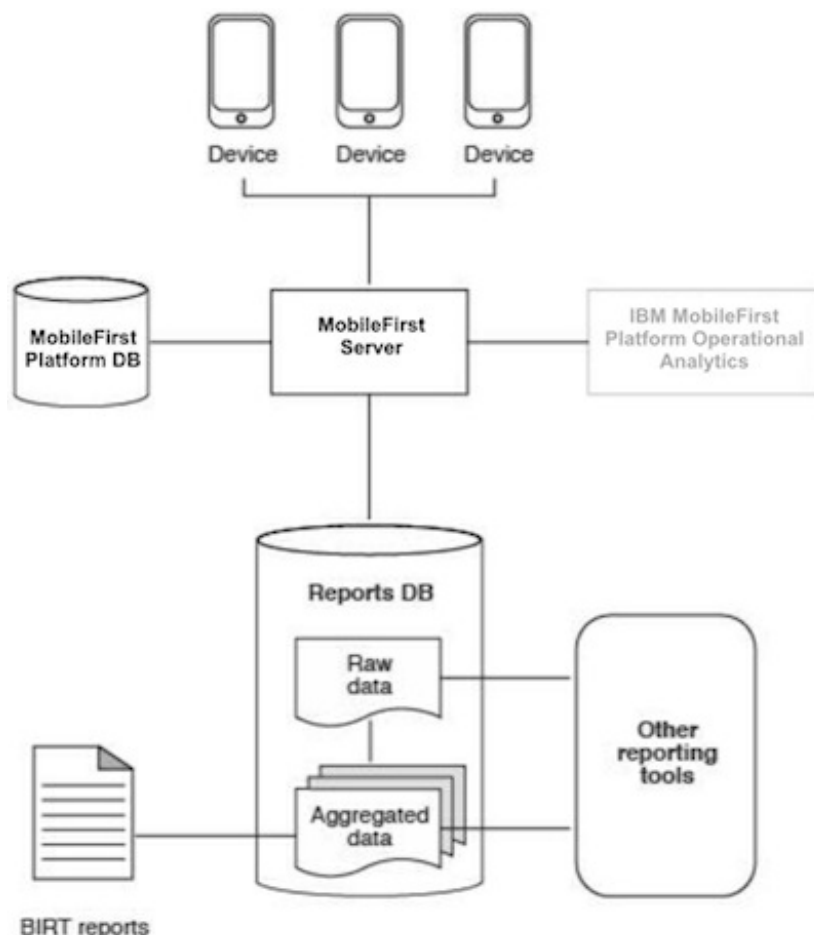 Device
Device
Device
MobileFirst
Platform DB
MobileFirst
Server
IBM MobileFirst
Platform Operational
Analytics
Reports DB
Raw
data
Other
reporting
tools
Aggregated
data
BIRT reports